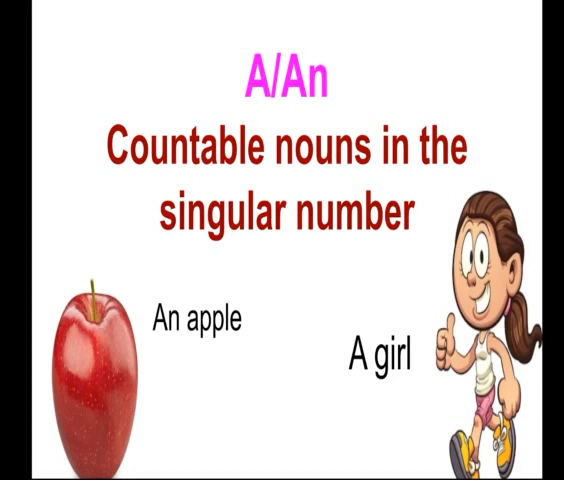 A/An
Countable nouns in the
singular number
An apple
A girl